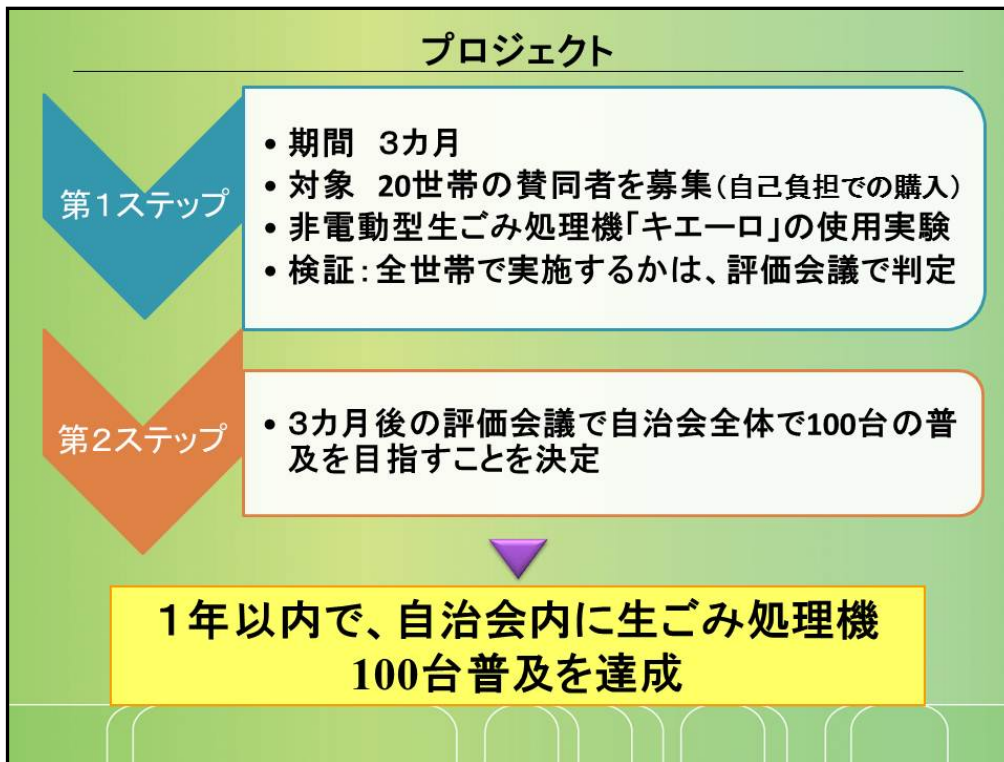 プロジェクト
第1ステップ
• 期間　3カ月
• 対象　20世帯の賛同者を募集(自己負担での購入)
• 非電動型生ごみ処理機「キエーロ」の使用実験
• 検証:全世帯で実施するかは、評価会議で判定
第2ステップ
• 3カ月後の評価会議で自治会全体で100台の普
及を目指すことを決定
1年以内で、自治会内に生ごみ処理機
100台普及を達成